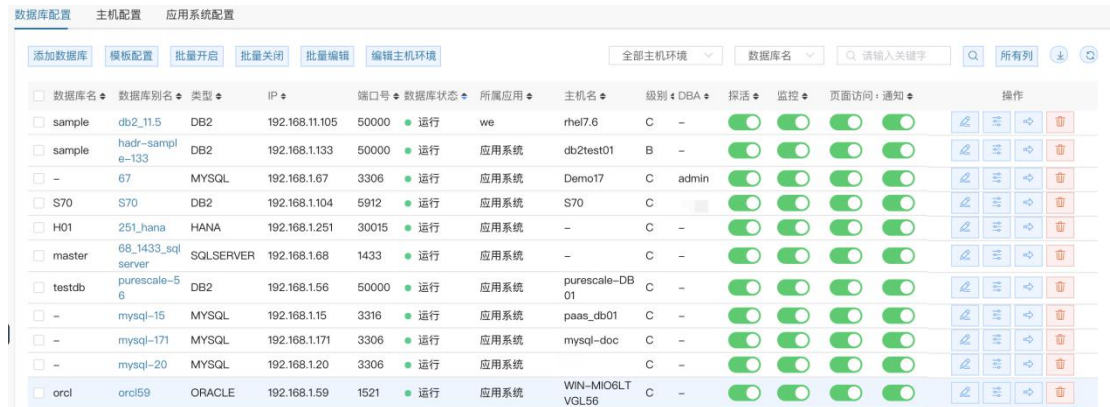 数据库配置 主机配置 应用系统配置
添加数据库 模板配置 批量开启 批量关闭 批量编辑 编辑主机环境 全部主机环境 数据库名 请输入关键字 所有列
数据库名 数据库别名 类型 IP 端口号 数据库状态 所属应用 主机名 级别 DBA 探活 监控 页面访问 通知 操作
sample db2_11.5 DB2 192.168.11.105 50000 运行 we rhel7.6 C –
sample hadr-sampl DB2 192.168.1.133 50000 运行 应用系统 db2test01 B –
e-133
– 67 MYSQL 192.168.1.67 3306 运行 应用系统 Demo17 C admin
S70 S70 DB2 192.168.1.104 5912 运行 应用系统 S70 C
H01 251_hana HANA 192.168.1.251 30015 运行 应用系统 – C –
master 68_1433_sql SQLSERVER 192.168.1.68 1433 运行 应用系统 – C –
server
testdb purescale-5 DB2 192.168.1.56 50000 运行 应用系统 purescale-DB C –
6 01
– mysql-15 MYSQL 192.168.1.15 3316 运行 应用系统 paas_db01 C –
– mysql-171 MYSQL 192.168.1.171 3306 运行 应用系统 mysql-doc C –
– mysql-20 MYSQL 192.168.1.20 3306 运行 应用系统 C –
orcl orcl59 ORACLE 192.168.1.59 1521 运行 应用系统 WIN-MIO6LT C –
VGL56